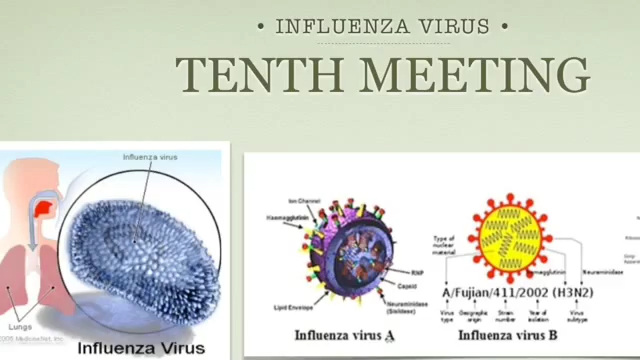 • INFLUENZA VIRUS •
TENTH MEETING
Influenza virus
Lungs
Influenza Virus
Ion Channel
Haemagglutinin
RNP
Capsid
Neuraminidase
(Sialidase)
Lipid Envelope
Influenza virus A
Type of
nuclear
material
Neuraminidase
A/Fujian/411/2002 (H3N2)
Virus
type
Geographic
origin
Strain
number
Year of
isolation
Virus
subtype
Influenza virus B